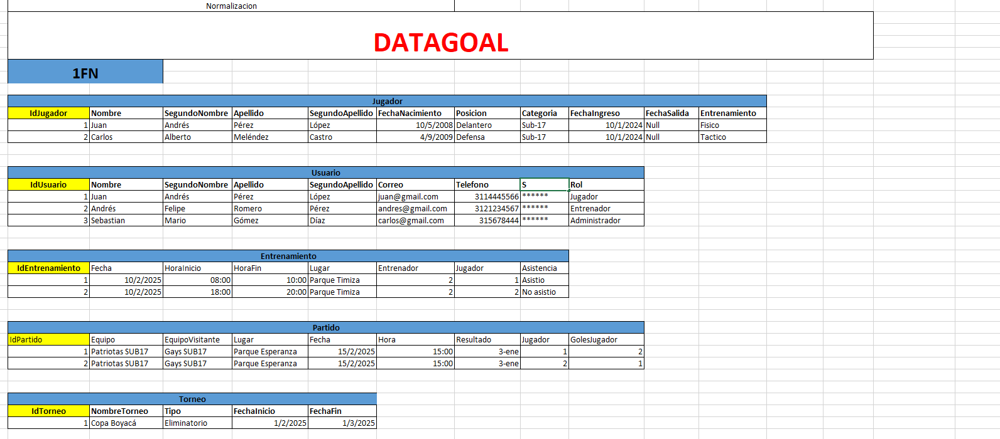 Normalizacion
DATAGOAL
1FN
Jugador
IdJugador Nombre SegundoNombre Apellido SegundoApellido FechaNacimiento Posicion Categoria FechaIngreso FechaSalida Entrenamiento
1 Juan Andrés Pérez López 10/5/2008 Delantero Sub-17 10/1/2024 Null Fisico
2 Carlos Alberto Meléndez Castro 4/9/2009 Defensa Sub-17 10/1/2024 Null Tactico
Usuario
IdUsuario Nombre SegundoNombre Apellido SegundoApellido Correo Telefono S Rol
1 Juan Andrés Pérez López juan@gmail.com 3114445566 ****** Jugador
2 Andrés Felipe Romero Pérez andres@gmail.com 3121234567 ****** Entrenador
3 Sebastian Mario Gómez Díaz carlos@gmail.com 315678444 ****** Administrador
Entrenamiento
IdEntrenamiento Fecha HoraInicio HoraFin Lugar Entrenador Jugador Asistencia
1 10/2/2025 08:00 10:00 Parque Timiza 2 1 Asistio
2 10/2/2025 18:00 20:00 Parque Timiza 2 2 No asistio
Partido
IdPartido Equipo EquipoVisitante Lugar Fecha Hora Resultado Jugador GolesJugador
1 Patriotas SUB17 Gays SUB17 Parque Esperanza 15/2/2025 15:00 3-ene 1 2
2 Patriotas SUB17 Gays SUB17 Parque Esperanza 15/2/2025 15:00 3-ene 2 1
Torneo
IdTorneo NombreTorneo Tipo FechaInicio FechaFin
1 Copa Boyacá Eliminatorio 1/2/2025 1/3/2025